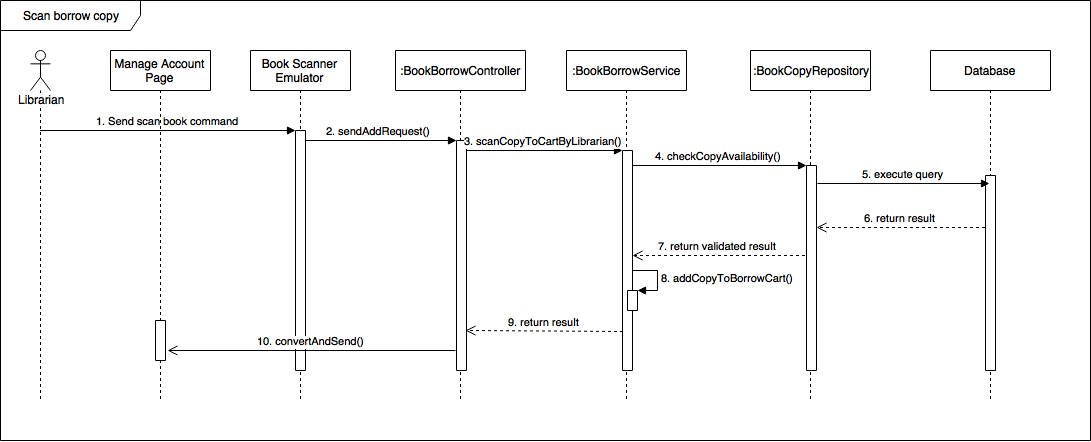 Scan borrow copy
Librarian
Manage Account
Page
Book Scanner
Emulator
:BookBorrowController
:BookBorrowService
:BookCopyRepository
Database
1. Send scan book command
2. sendAddRequest()
3. scanCopyToCartByLibrarian()
4. checkCopyAvailability()
5. execute query
6. return result
7. return validated result
8. addCopyToBorrowCart()
9. return result
10. convertAndSend()